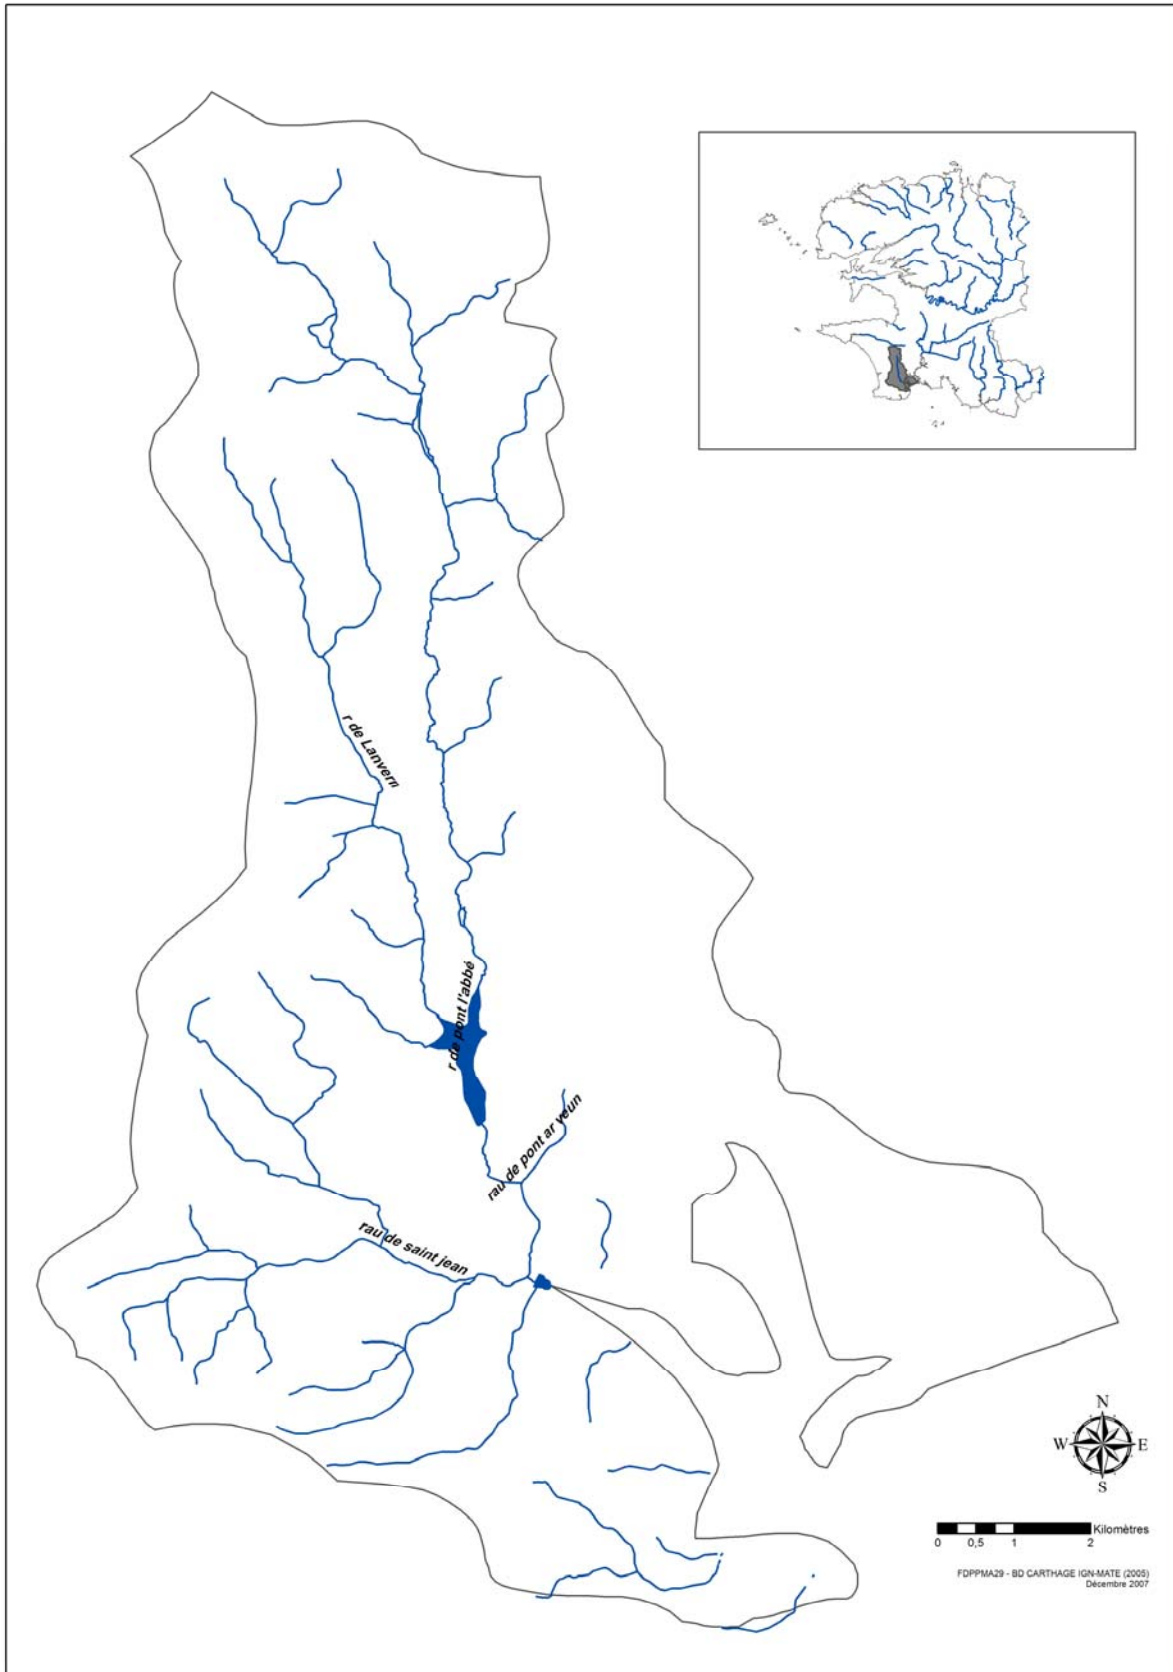 r de Lanvern
r de pont l'abbé
rau de pont ar veun
rau de saint jean
N
W E
S
Kilomètres
0 0,5 1 2
FDPPMA29 - BD CARTHAGE IGN-MATE (2005)
Décembre 2007